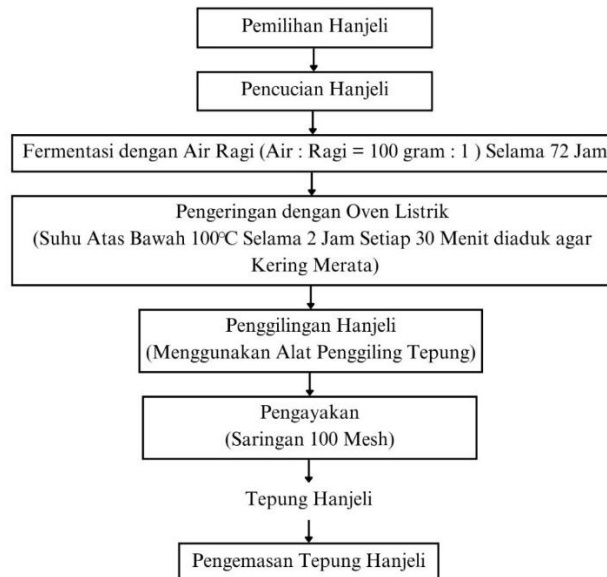 Pemilihan Hanjeli
Pencucian Hanjeli
Fermentasi dengan Air Ragi (Air : Ragi = 100 gram : 1 ) Selama 72 Jam
Pengeringan dengan Oven Listrik
(Suhu Atas Bawah 100℃ Selama 2 Jam Setiap 30 Menit diaduk agar
Kering Merata)
Penggilingan Hanjeli
(Menggunakan Alat Penggiling Tepung)
Pengayakan
(Saringan 100 Mesh)
Tepung Hanjeli
Pengemasan Tepung Hanjeli